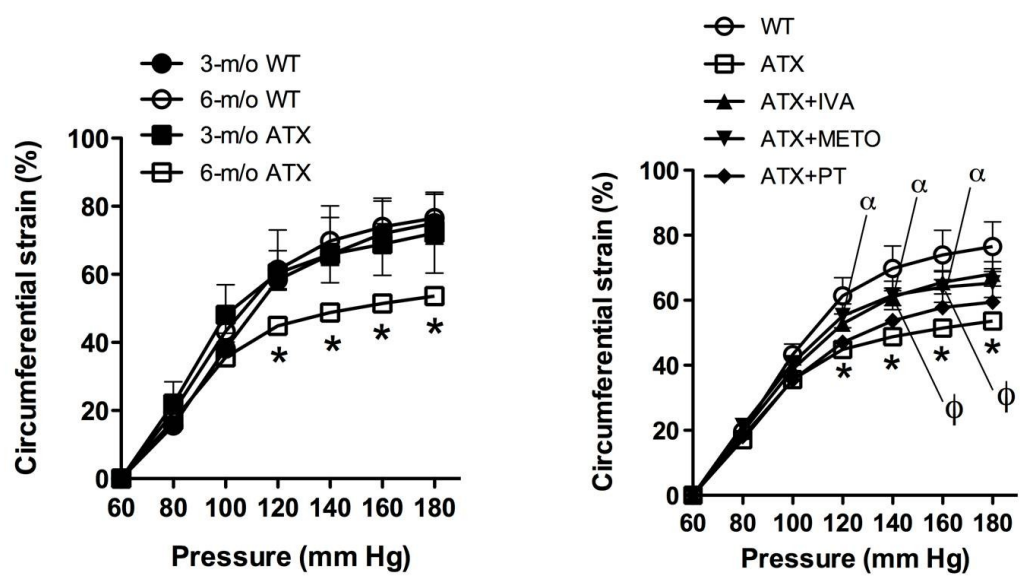 3-m/o WT
6-m/o WT
3-m/o ATX
6-m/o ATX
Circumferential strain (%)
100
80
60
40
20
0
* * * *
60 80 100 120 140 160 180
Pressure (mm Hg)
WT
ATX
ATX+IVA
ATX+METO
ATX+PT
Circumferential strain (%)
100
80
60
40
20
0
α α α
* * * *
ϕ ϕ
60 80 100 120 140 160 180
Pressure (mm Hg)